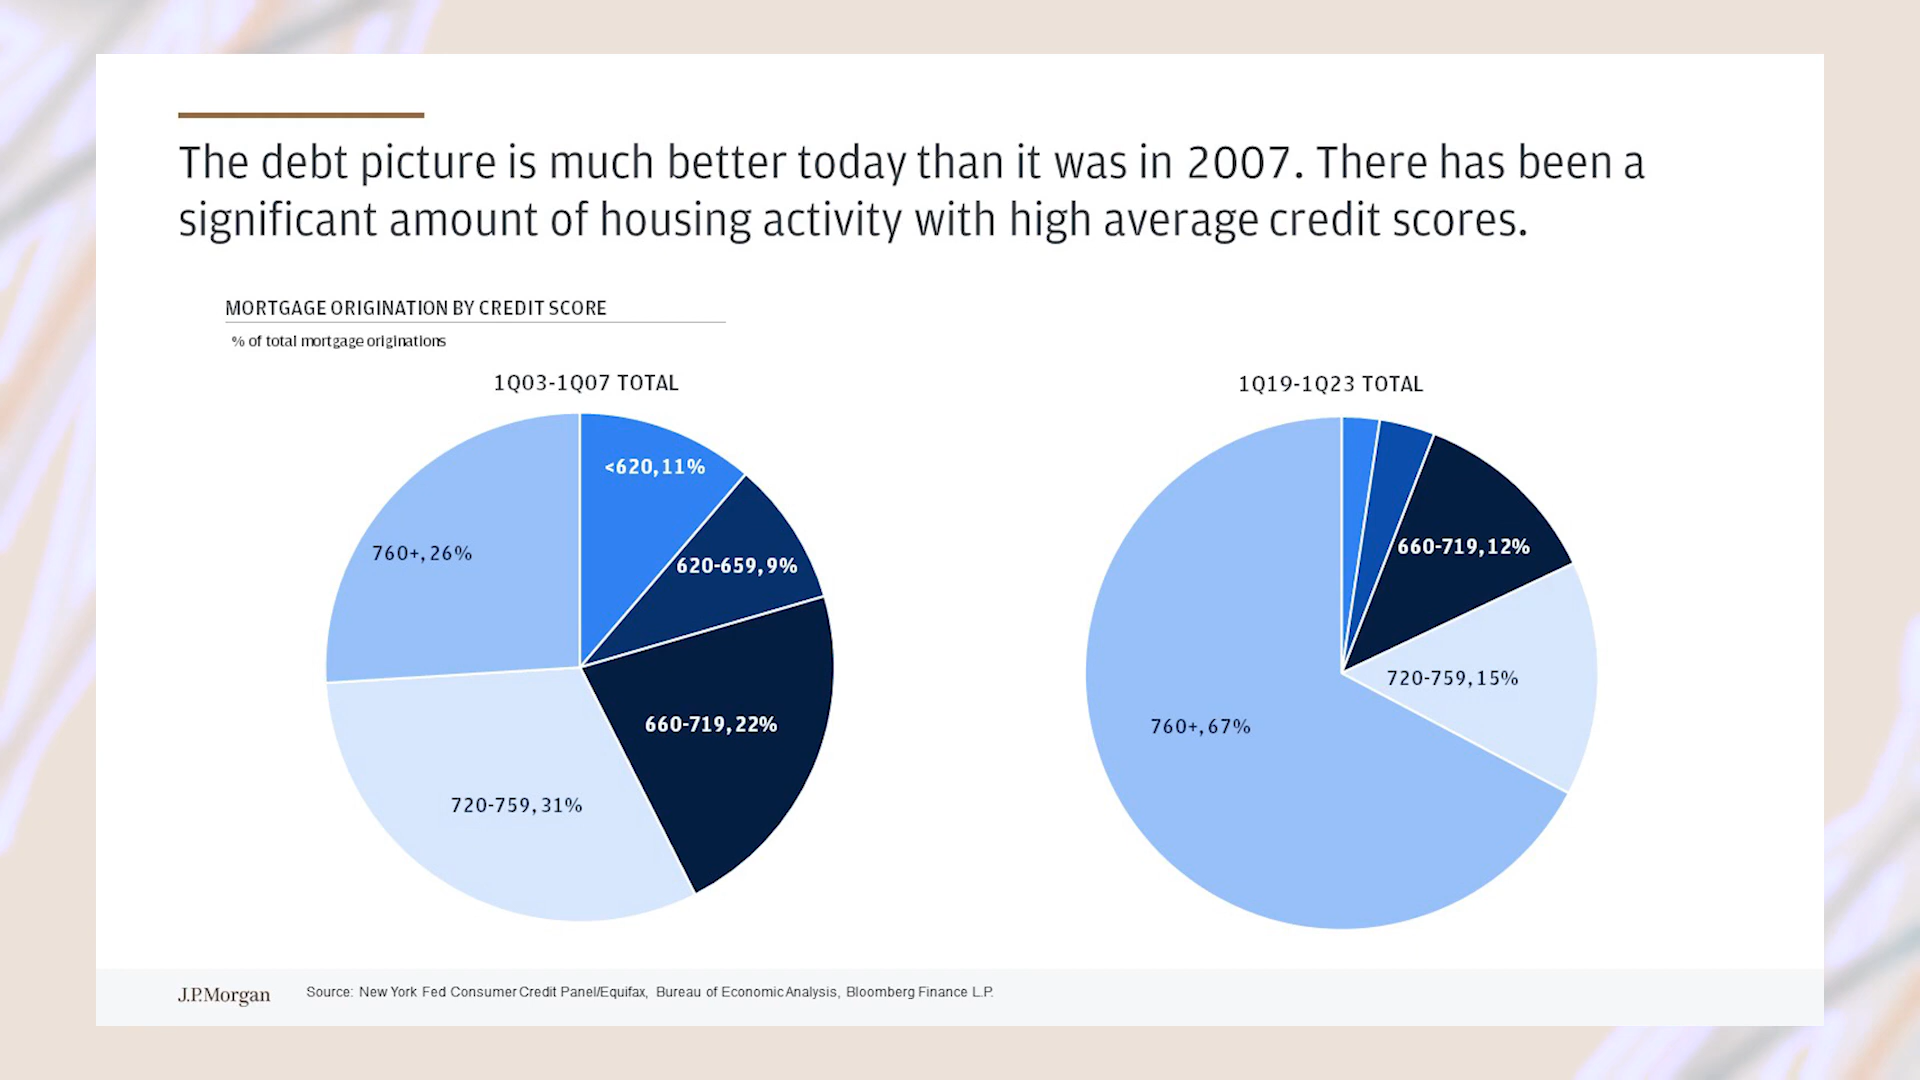 The debt picture is much better today than it was in 2007. There has been a
significant amount of housing activity with high average credit scores.
MORTGAGE ORIGINATION BY CREDIT SCORE
% of total mortgage originations
1Q03-1Q07 TOTAL
<620, 11%
620-659, 9%
660-719, 22%
720-759, 31%
760+, 26%
1Q19-1Q23 TOTAL
660-719, 12%
720-759, 15%
760+, 67%
J.P.Morgan
Source: New York Fed Consumer Credit Panel/Equifax, Bureau of Economic Analysis, Bloomberg Finance L.P.